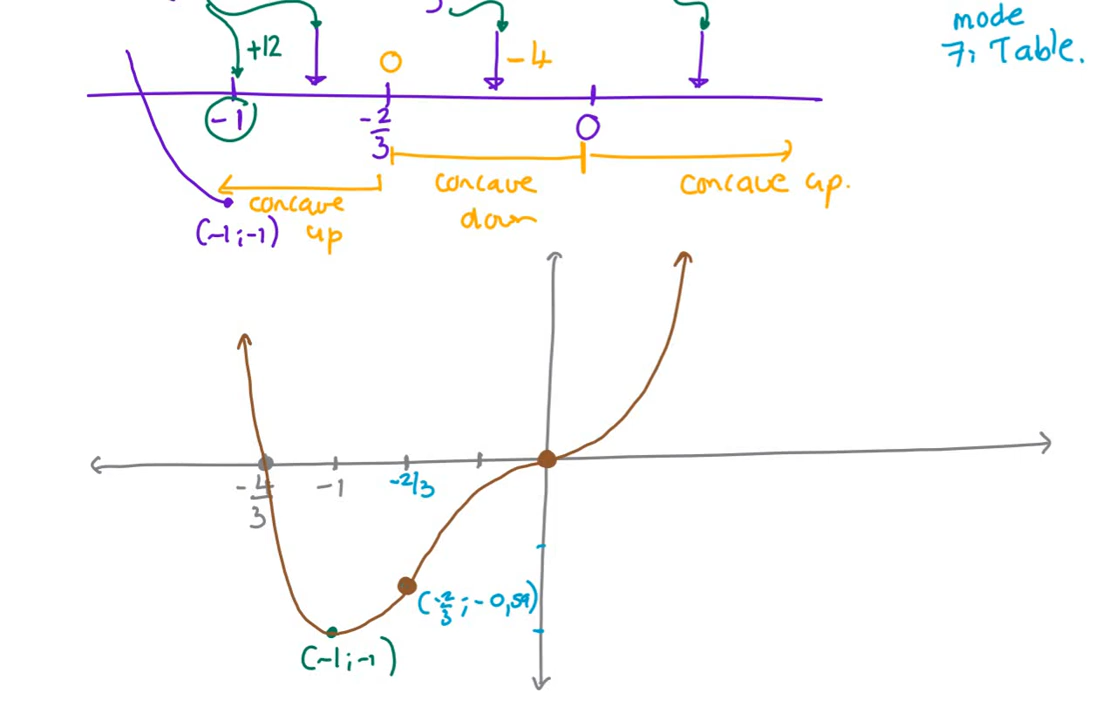 mode
7; Table.
+12
0
-4
-1
-2/3
0
concave up
concave down
concave up.
(-1;-1)
-4/3
-1
-2/3
(-2/3;-0,59)
(-1;-1)